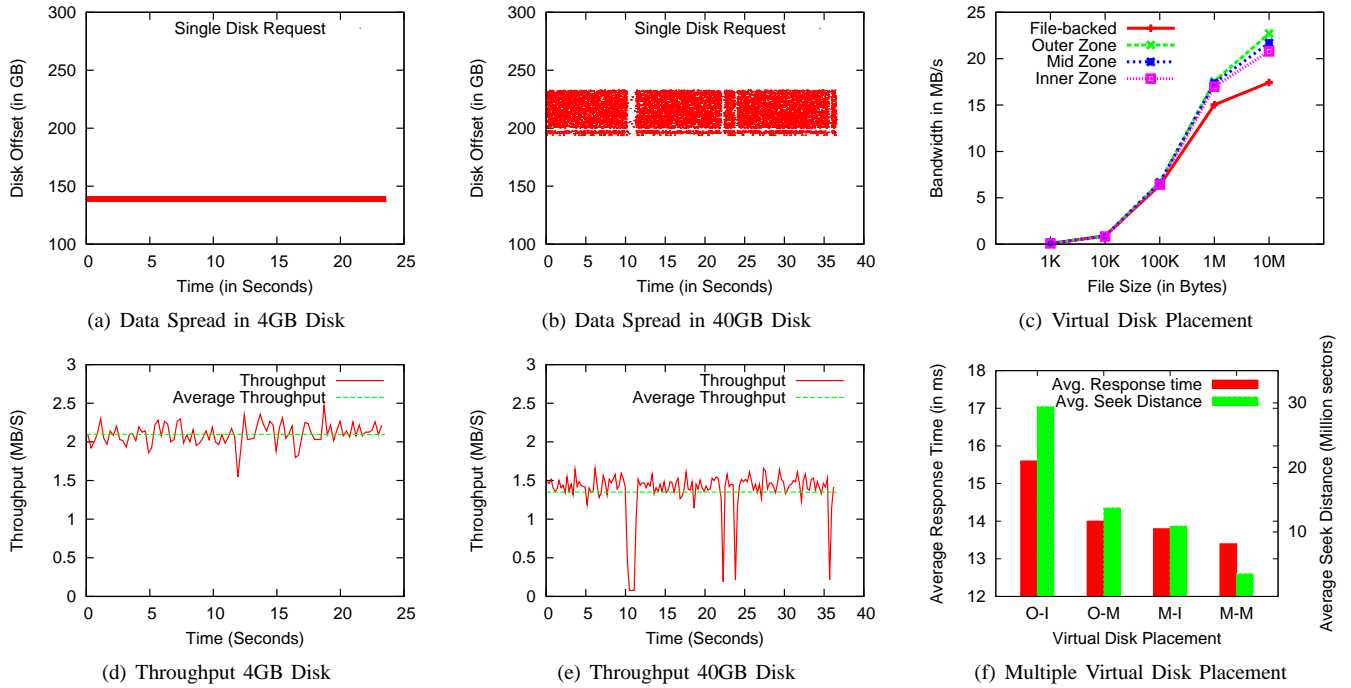 300
250
200
150
100
Disk Offset (in GB)
Single Disk Request
0 5 10 15 20 25
Time (in Seconds)
(a) Data Spread in 4GB Disk
300
250
200
150
100
Disk Offset (in GB)
Single Disk Request
0 5 10 15 20 25 30 35 40
Time (in Seconds)
(b) Data Spread in 40GB Disk
25
20
15
10
5
0
Bandwidth in MB/s
File-backed
Outer Zone
Mid Zone
Inner Zone
1K 10K 100K 1M 10M
File Size (in Bytes)
(c) Virtual Disk Placement
3
2.5
2
1.5
1
0.5
0
Throughput (MB/S)
Throughput
Average Throughput
0 5 10 15 20 25
Time (Seconds)
(d) Throughput 4GB Disk
3
2.5
2
1.5
1
0.5
0
Throughput (MB/S)
Throughput
Average Throughput
0 5 10 15 20 25 30 35 40
Time (Seconds)
(e) Throughput 40GB Disk
18
17
16
15
14
13
12
Average Response Time (in ms)
Avg. Response time
Avg. Seek Distance
30
20
10
Average Seek Distance (Million sectors)
O-I O-M M-I M-M
Virtual Disk Placement
(f) Multiple Virtual Disk Placement